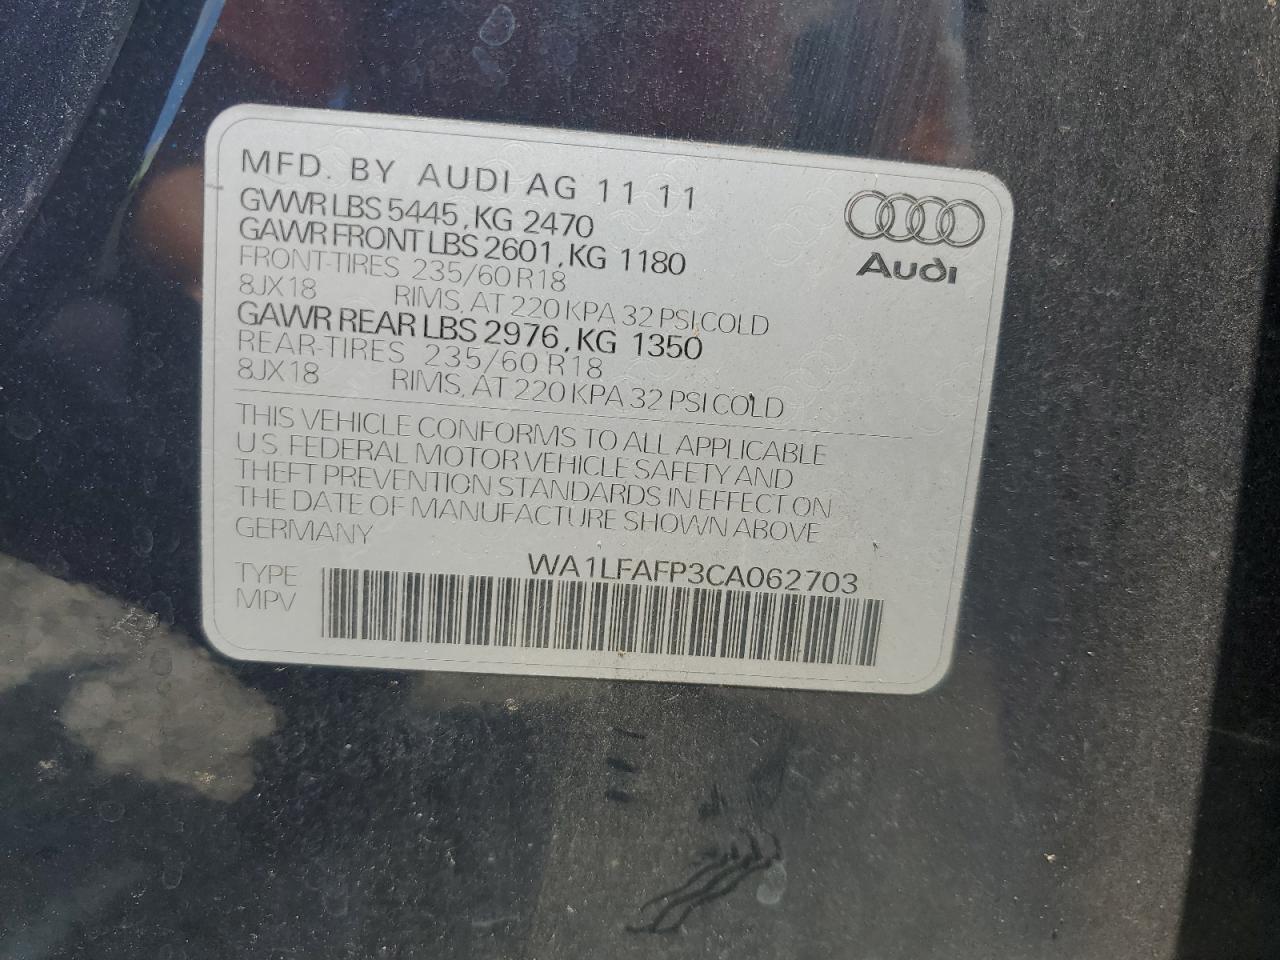 MFD. BY AUDI AG 11 11
GVWR LBS 5445, KG 2470
GAWR FRONT LBS 2601, KG 1180
FRONT-TIRES 235/60 R18
8JX18 RIMS, AT 220 KPA 32 PSI COLD
GAWR REAR LBS 2976, KG 1350
REAR-TIRES 235/60 R18
8JX18 RIMS, AT 220 KPA 32 PSI COLD
Audi
THIS VEHICLE CONFORMS TO ALL APPLICABLE
U.S. FEDERAL MOTOR VEHICLE SAFETY AND
THEFT PREVENTION STANDARDS IN EFFECT ON
THE DATE OF MANUFACTURE SHOWN ABOVE
GERMANY
WA1LFAFP3CA062703
TYPE
MPV